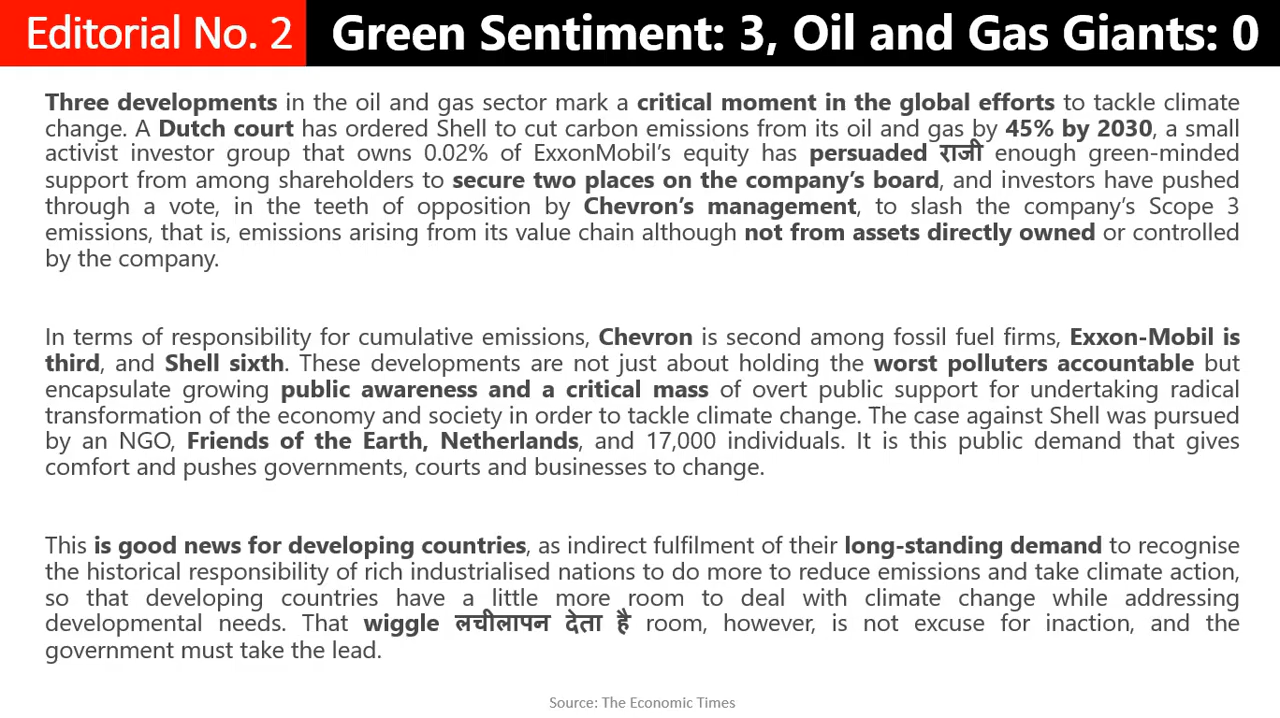 Editorial No. 2
Green Sentiment: 3, Oil and Gas Giants: 0
Three developments in the oil and gas sector mark a critical moment in the global efforts to tackle climate
change. A Dutch court has ordered Shell to cut carbon emissions from its oil and gas by 45% by 2030, a small
activist investor group that owns 0.02% of ExxonMobil’s equity has persuaded राजी enough green-minded
support from among shareholders to secure two places on the company’s board, and investors have pushed
through a vote, in the teeth of opposition by Chevron’s management, to slash the company’s Scope 3
emissions, that is, emissions arising from its value chain although not from assets directly owned or controlled
by the company.
In terms of responsibility for cumulative emissions, Chevron is second among fossil fuel firms, Exxon-Mobil is
third, and Shell sixth. These developments are not just about holding the worst polluters accountable but
encapsulate growing public awareness and a critical mass of overt public support for undertaking radical
transformation of the economy and society in order to tackle climate change. The case against Shell was pursued
by an NGO, Friends of the Earth, Netherlands, and 17,000 individuals. It is this public demand that gives
comfort and pushes governments, courts and businesses to change.
This is good news for developing countries, as indirect fulfilment of their long-standing demand to recognise
the historical responsibility of rich industrialised nations to do more to reduce emissions and take climate action,
so that developing countries have a little more room to deal with climate change while addressing
developmental needs. That wiggle लचीलापन देता है room, however, is not excuse for inaction, and the
government must take the lead.
Source: The Economic Times